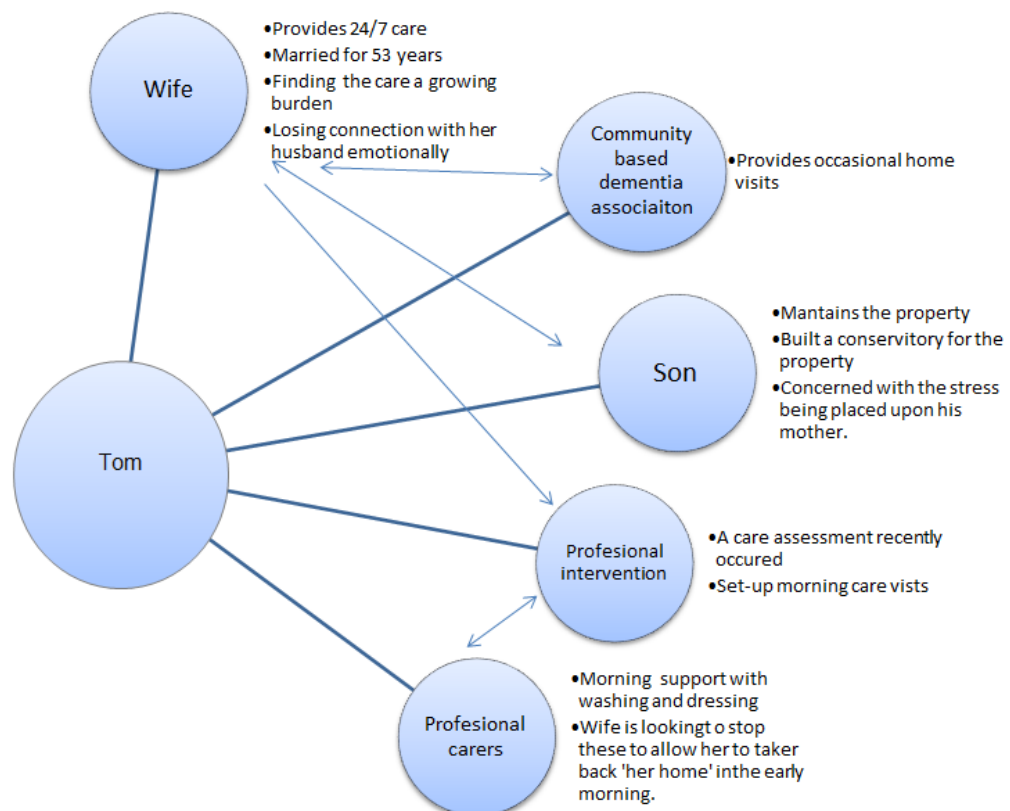 Wife
•Provides 24/7 care
•Married for 53 years
•Finding the care a growing
burden
•Losing connection with her
husband emotionally
Community
based
dementia
associaiton
•Provides occasional home
visits
Son
•Mantains the property
•Built a conservitory for the
property
•Concerned with the stress
being placed upon his
mother.
Tom
Profesional
intervention
•A care assessment recently
occured
•Set-up morning care vists
Profesional
carers
•Morning support with
washing and dressing
•Wife is lookingt o stop
these to allow her to taker
back 'her home' inthe early
morning.